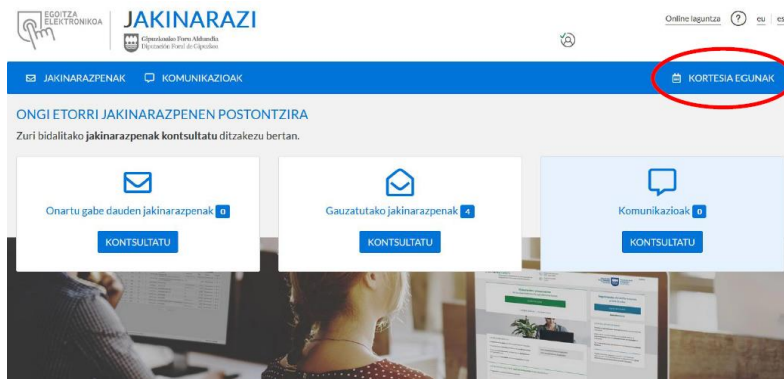 EGOITZA
ELEKTRONIKOA
JAKINARAZI
Gipuzkoako Foru Aldundia
Diputación Foral de Gipuzkoa
Online laguntza ? eu es
JAKINARAZPENAK KOMUNIKAZIOAK KORTESIA EGUNAK
ONGI ETORRI JAKINARAZPENEN POSTONTZIRA
Zuri bidalitako jakinarazpenak kontsultatu ditzakezu bertan.
Onartu gabe dauden jakinarazpenak 0
KONTSULTATU
Gauzatutako jakinarazpenak 4
KONTSULTATU
Komunikazioak 0
KONTSULTATU